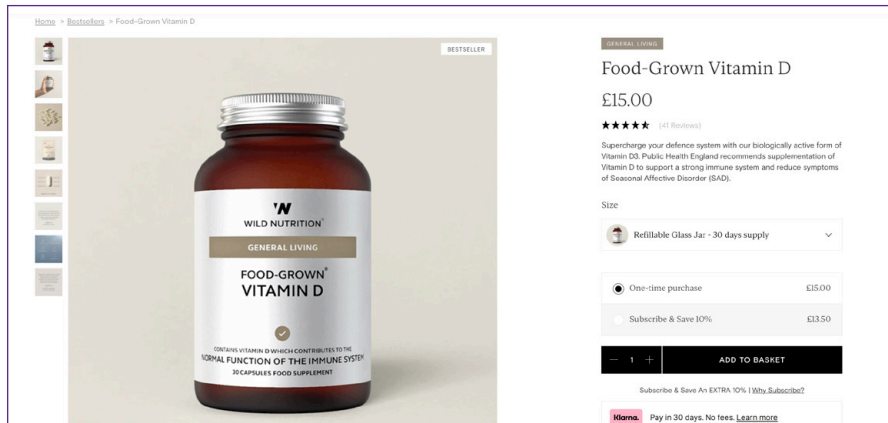 Home > Bestsellers > Food-Grown Vitamin D
BESTSELLER
WILD NUTRITION®
GENERAL LIVING
FOOD-GROWN®
VITAMIN D
CONTAINS VITAMIN D WHICH CONTRIBUTES TO THE
NORMAL FUNCTION OF THE IMMUNE SYSTEM
30 CAPSULES FOOD SUPPLEMENT
GENERAL LIVING
Food-Grown Vitamin D
£15.00
(41 Reviews)
Supercharge your defence system with our biologically active form of
Vitamin D3. Public Health England recommends supplementation of
Vitamin D to support a strong immune system and reduce symptoms
of Seasonal Affective Disorder (SAD).
Size
Refillable Glass Jar - 30 days supply
One-time purchase £15.00
Subscribe & Save 10% £13.50
− 1 + ADD TO BASKET
Subscribe & Save An EXTRA 10% | Why Subscribe?
Klarna. Pay in 30 days. No fees. Learn more